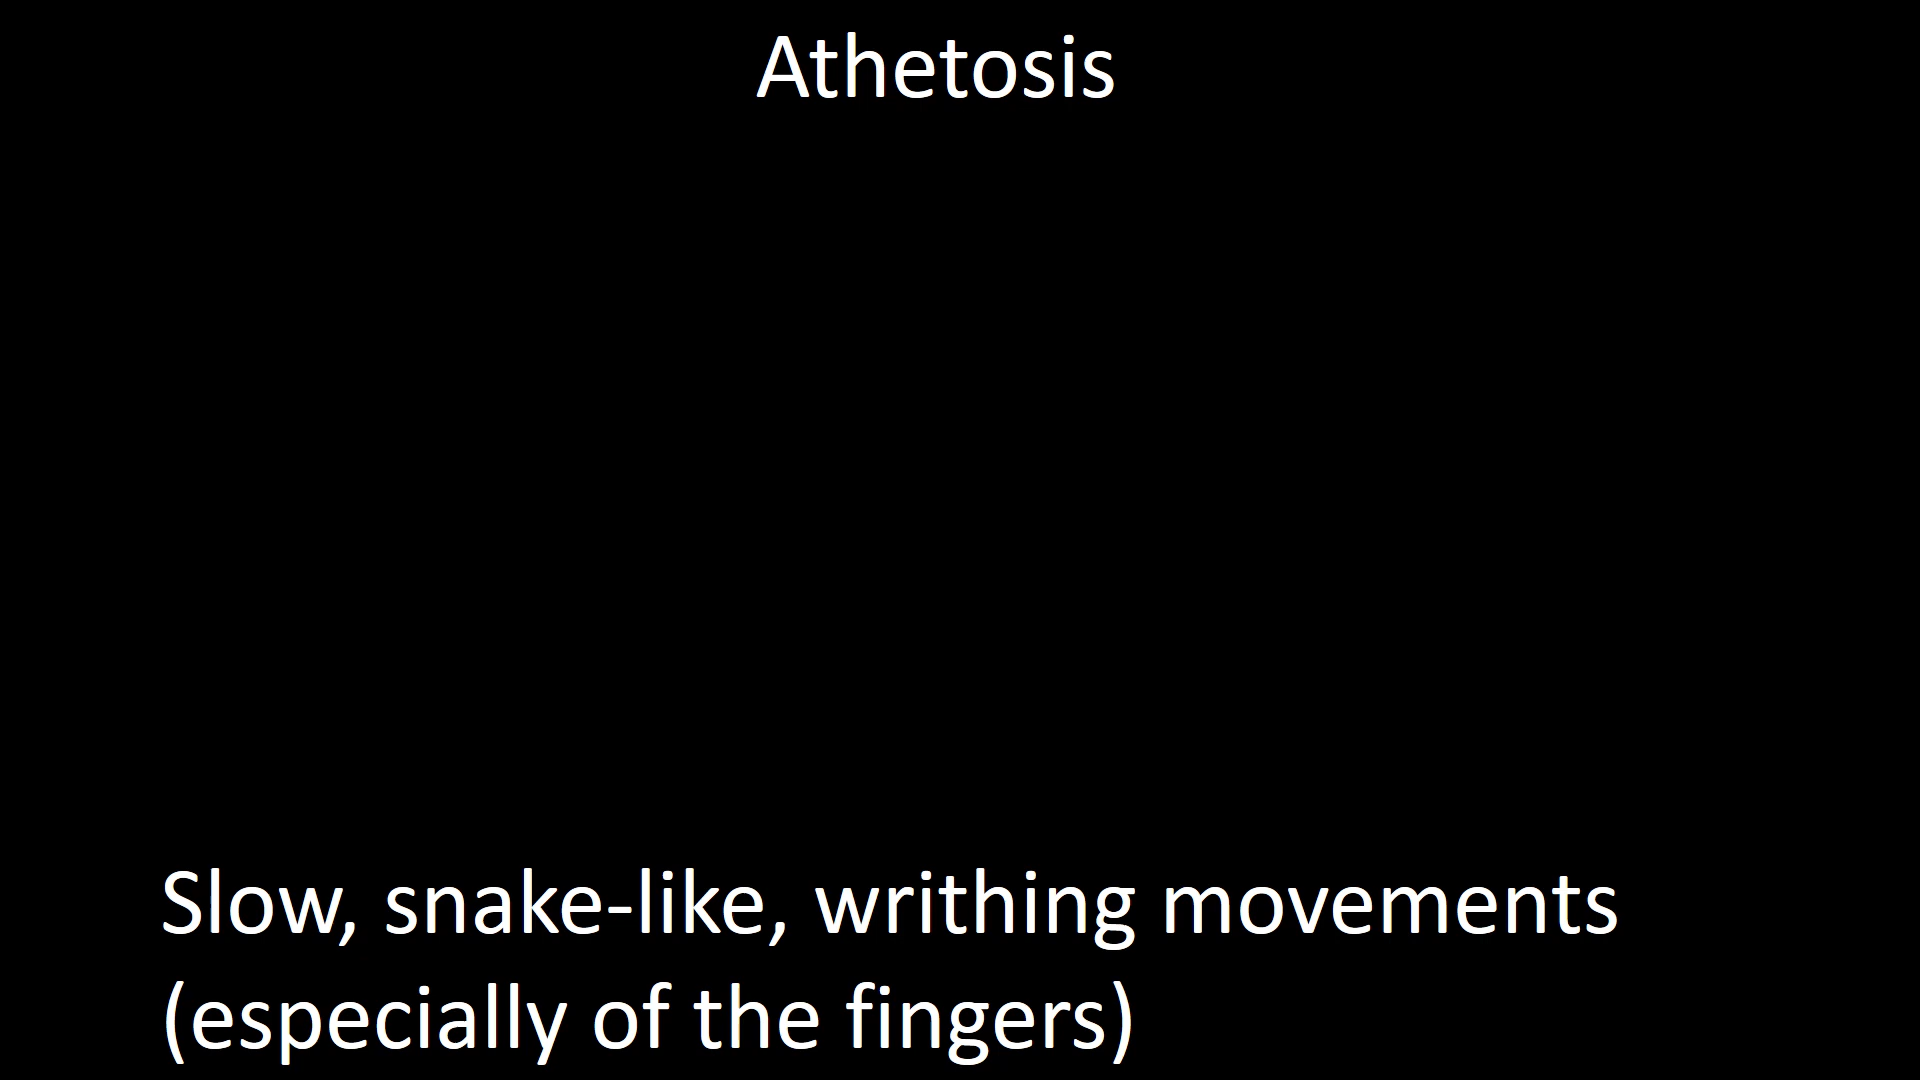 Athetosis
Slow, snake-like, writhing movements
(especially of the fingers)